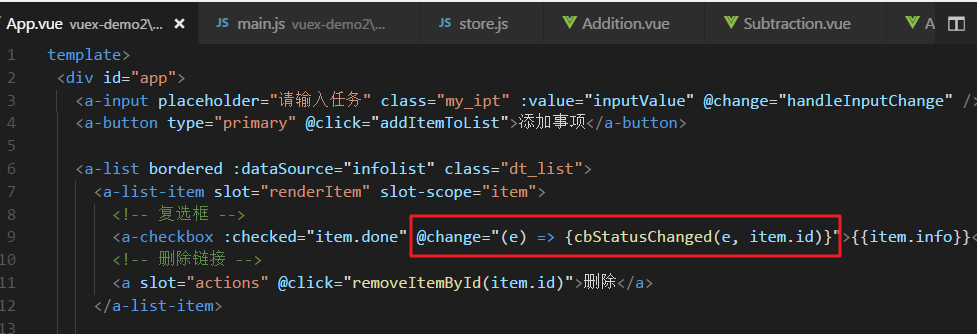 App.vue vuex-demo2\... × JS main.js vuex-demo2\... JS store.js Addition.vue Subtraction.vue A
1 template>
2 <div id="app">
3 <a-input placeholder="请输入任务" class="my_ipt" :value="inputValue" @change="handleInputChange" />
4 <a-button type="primary" @click="addItemToList">添加事项</a-button>
5
6 <a-list bordered :dataSource="infolist" class="dt_list">
7 <a-list-item slot="renderItem" slot-scope="item">
8 <!-- 复选框 -->
9 <a-checkbox :checked="item.done" @change="(e) => {cbStatusChanged(e, item.id)}">{{item.info}}<
10 <!-- 删除链接 -->
11 <a slot="actions" @click="removeItemById(item.id)">删除</a>
12 </a-list-item>
13